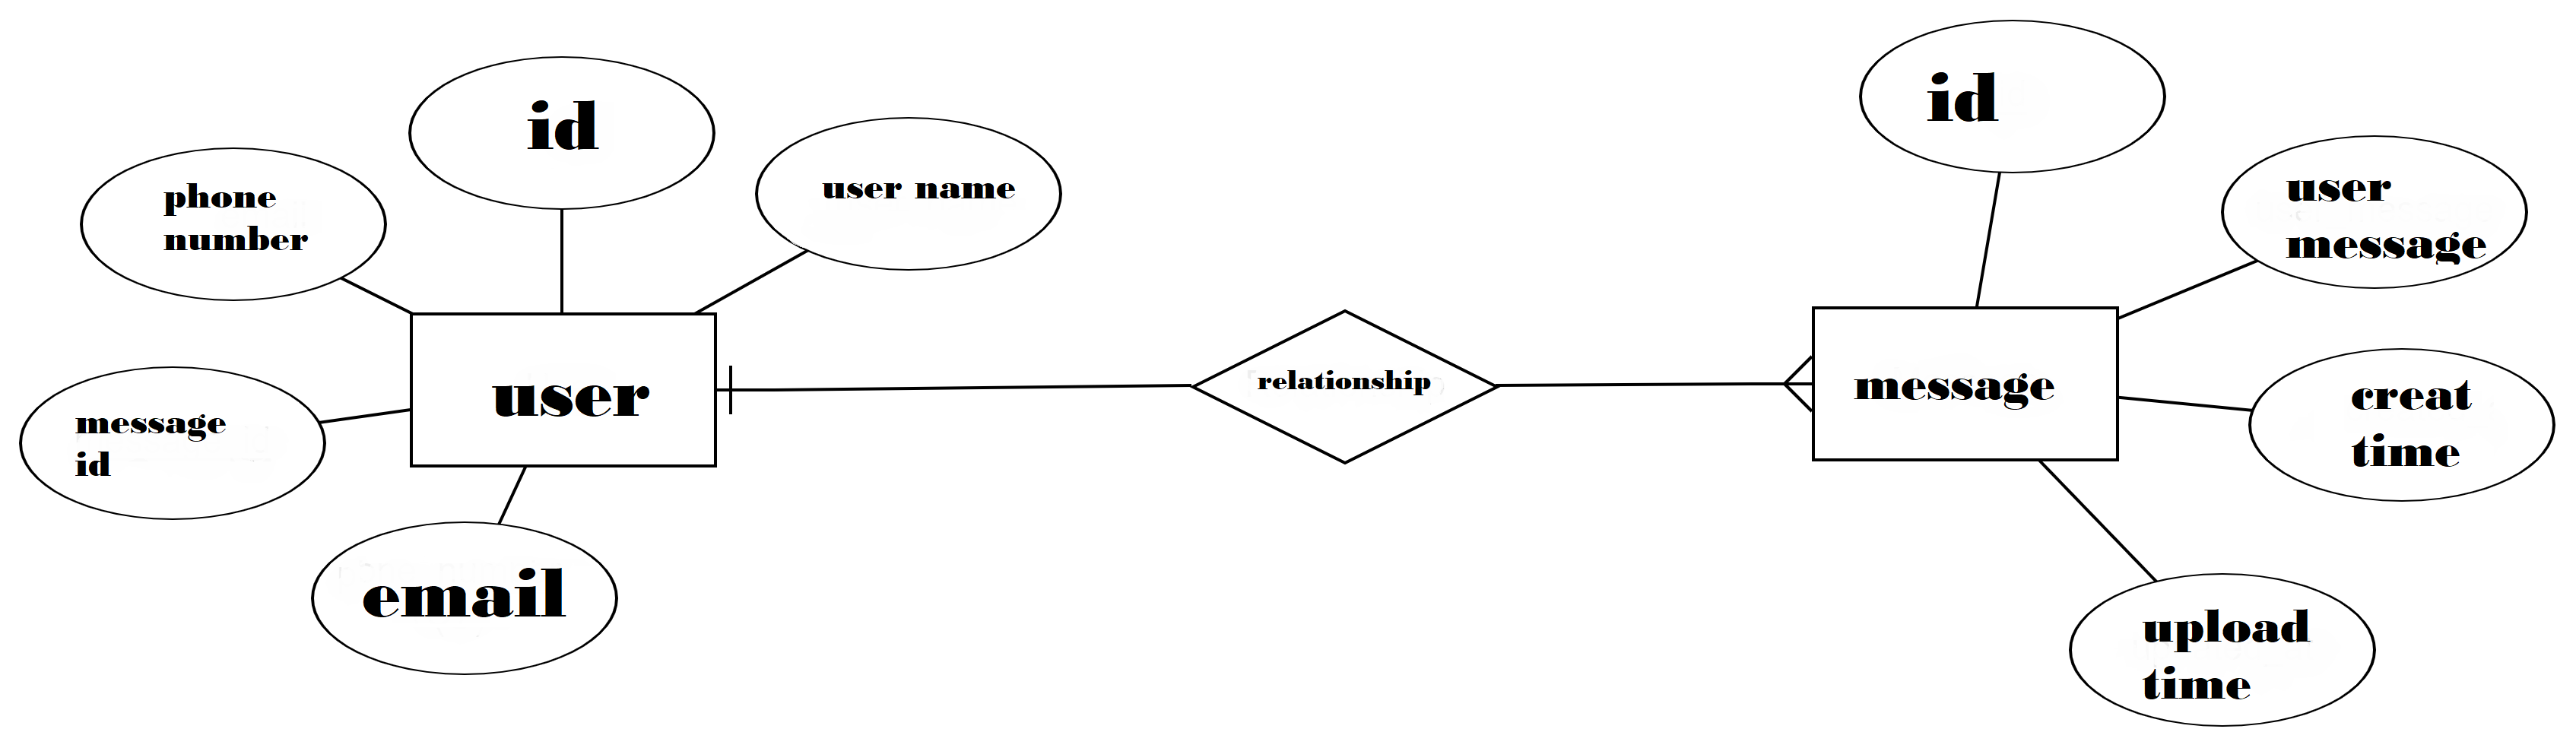 id
id
phone
number
user name
user
message
user
message
id
relationship
message
creat
time
email
upload
time